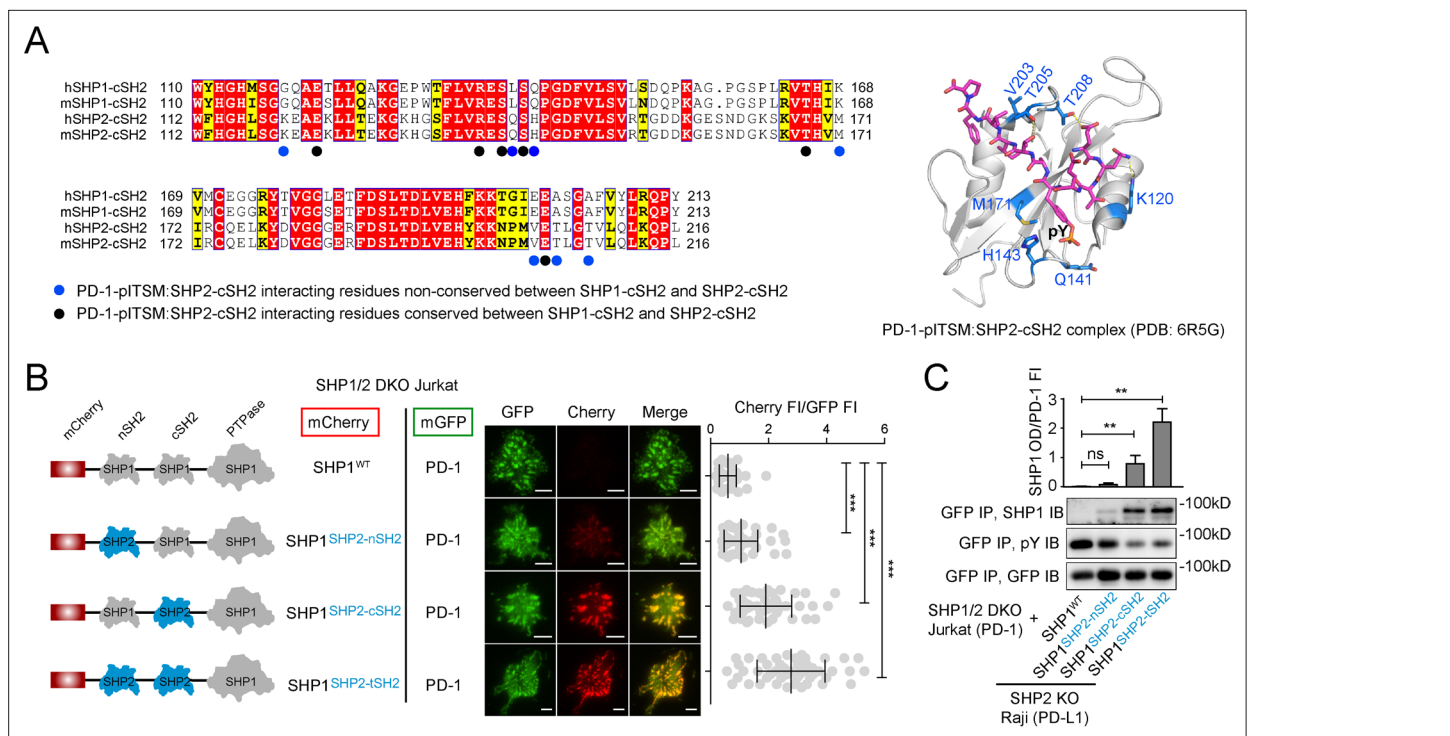 A
hSHP1-cSH2 110 WYHGHMSGGQAETLLQAKGEPWTFLVRESLSQPGDFVLSVLSDQPKAG.PGSPLRVTHIK 168
mSHP1-cSH2 110 WYHGHISGGQAESLLQAKGEPWTFLVRESLSQPGDFVLSVLNDQPKAG.PGSPLRVTHIK 168
hSHP2-cSH2 112 WFHGHLSGKEAEKLLTEKGKHGSFLVRESQSHPGDFVLSVRTGDDKGESNDGKSKVTHVM 171
mSHP2-cSH2 112 WFHGHLSGKEAEKLLTEKGKHGSFLVRESQSHPGDFVLSVRTGDDKGESNDGKSKVTHVM 171
hSHP1-cSH2 169 VMCEGGRYTVGGLETFDSLTDLVEHFKKTGIEEASGAFVYLRQPY 213
mSHP1-cSH2 169 VMCEGGRYTVGGSETFDSLTDLVEHFKKTGIEEASGAFVYLRQPY 213
hSHP2-cSH2 172 IRCQELKYDVGGGERFDSLTDLVEHYKKNPMVETLGTVLQLKQPL 216
mSHP2-cSH2 172 IRCQELKYDVGGGERFDSLTDLVEHYKKNPMVETLGTVLQLKQPL 216
PD-1-pITSM:SHP2-cSH2 interacting residues non-conserved between SHP1-cSH2 and SHP2-cSH2
PD-1-pITSM:SHP2-cSH2 interacting residues conserved between SHP1-cSH2 and SHP2-cSH2
V203
T205
T208
M171
K120
pY
H143
Q141
PD-1-pITSM:SHP2-cSH2 complex (PDB: 6R5G)
B
mCherry nSH2 cSH2 PTPase
SHP1/2 DKO Jurkat
mCherry mGFP
GFP Cherry Merge
Cherry FI/GFP FI
0 2 4 6
SHP1 SHP1 SHP1 SHP1WT PD-1
SHP2 SHP1 SHP1 SHP1SHP2-nSH2 PD-1
SHP1 SHP2 SHP1 SHP1SHP2-cSH2 PD-1
SHP2 SHP2 SHP1 SHP1SHP2-tSH2 PD-1
***
***
***
C
SHP1 OD/PD-1 FI
3
2
1
0
**
**
ns
GFP IP, SHP1 IB -100kD
GFP IP, pY IB -100kD
GFP IP, GFP IB -100kD
SHP1/2 DKO
Jurkat (PD-1) +
SHP1WT
SHP1SHP2-nSH2
SHP1SHP2-cSH2
SHP1SHP2-tSH2
SHP2 KO
Raji (PD-L1)